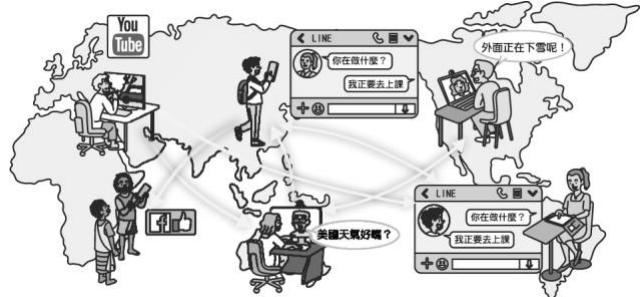 You
Tube
LINE
你在做什麼？
我正要去上課
外面正在下雪呢！
f
美國天氣好嗎？
LINE
你在做什麼？
我正要去上課